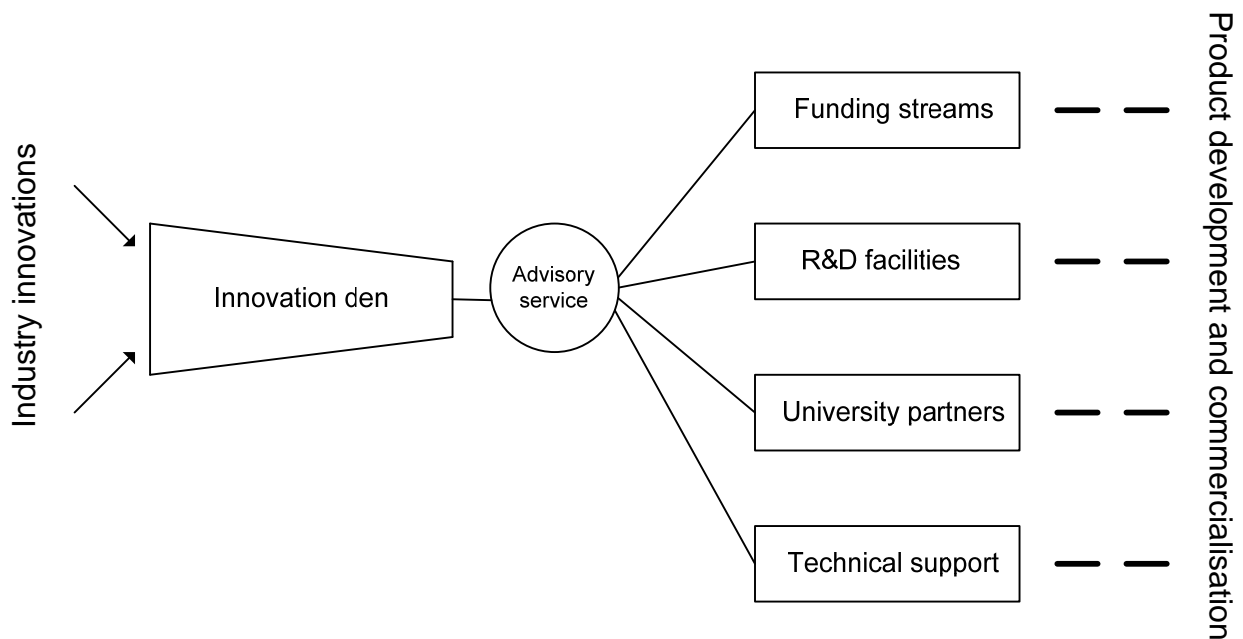 Industry innovations
Innovation den
Advisory
service
Funding streams
R&D facilities
University partners
Technical support
Product development and commercialisation